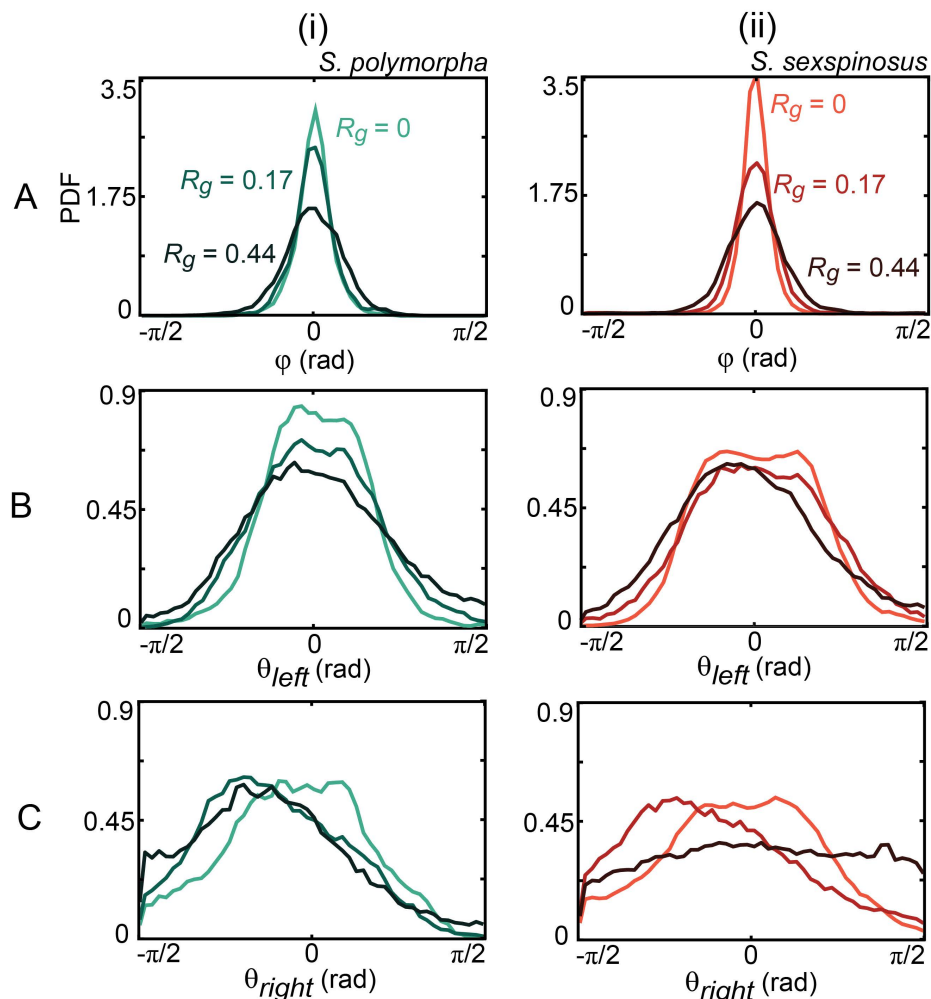 (i)
(ii)
S. polymorpha
S. sexspinosus
A
PDF
3.5
1.75
0
Rg = 0
Rg = 0.17
Rg = 0.44
-π/2
0
π/2
φ (rad)
3.5
1.75
0
Rg = 0
Rg = 0.17
Rg = 0.44
-π/2
0
π/2
φ (rad)
B
0.9
0.45
0
-π/2
0
π/2
θleft (rad)
0.9
0.45
0
-π/2
0
π/2
θleft (rad)
C
0.9
0.45
0
-π/2
0
π/2
θright (rad)
0.9
0.45
0
-π/2
0
π/2
θright (rad)